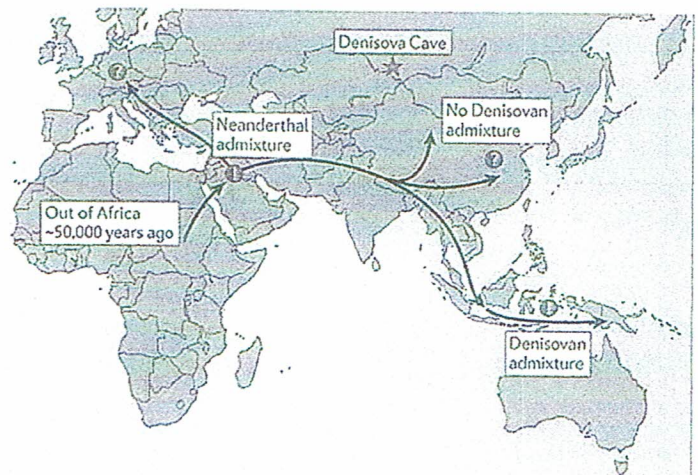 Denisova Cave
No Denisovan
admixture
Neanderthal
admixture
Out of Africa
~50,000 years ago
Denisovan
admixture